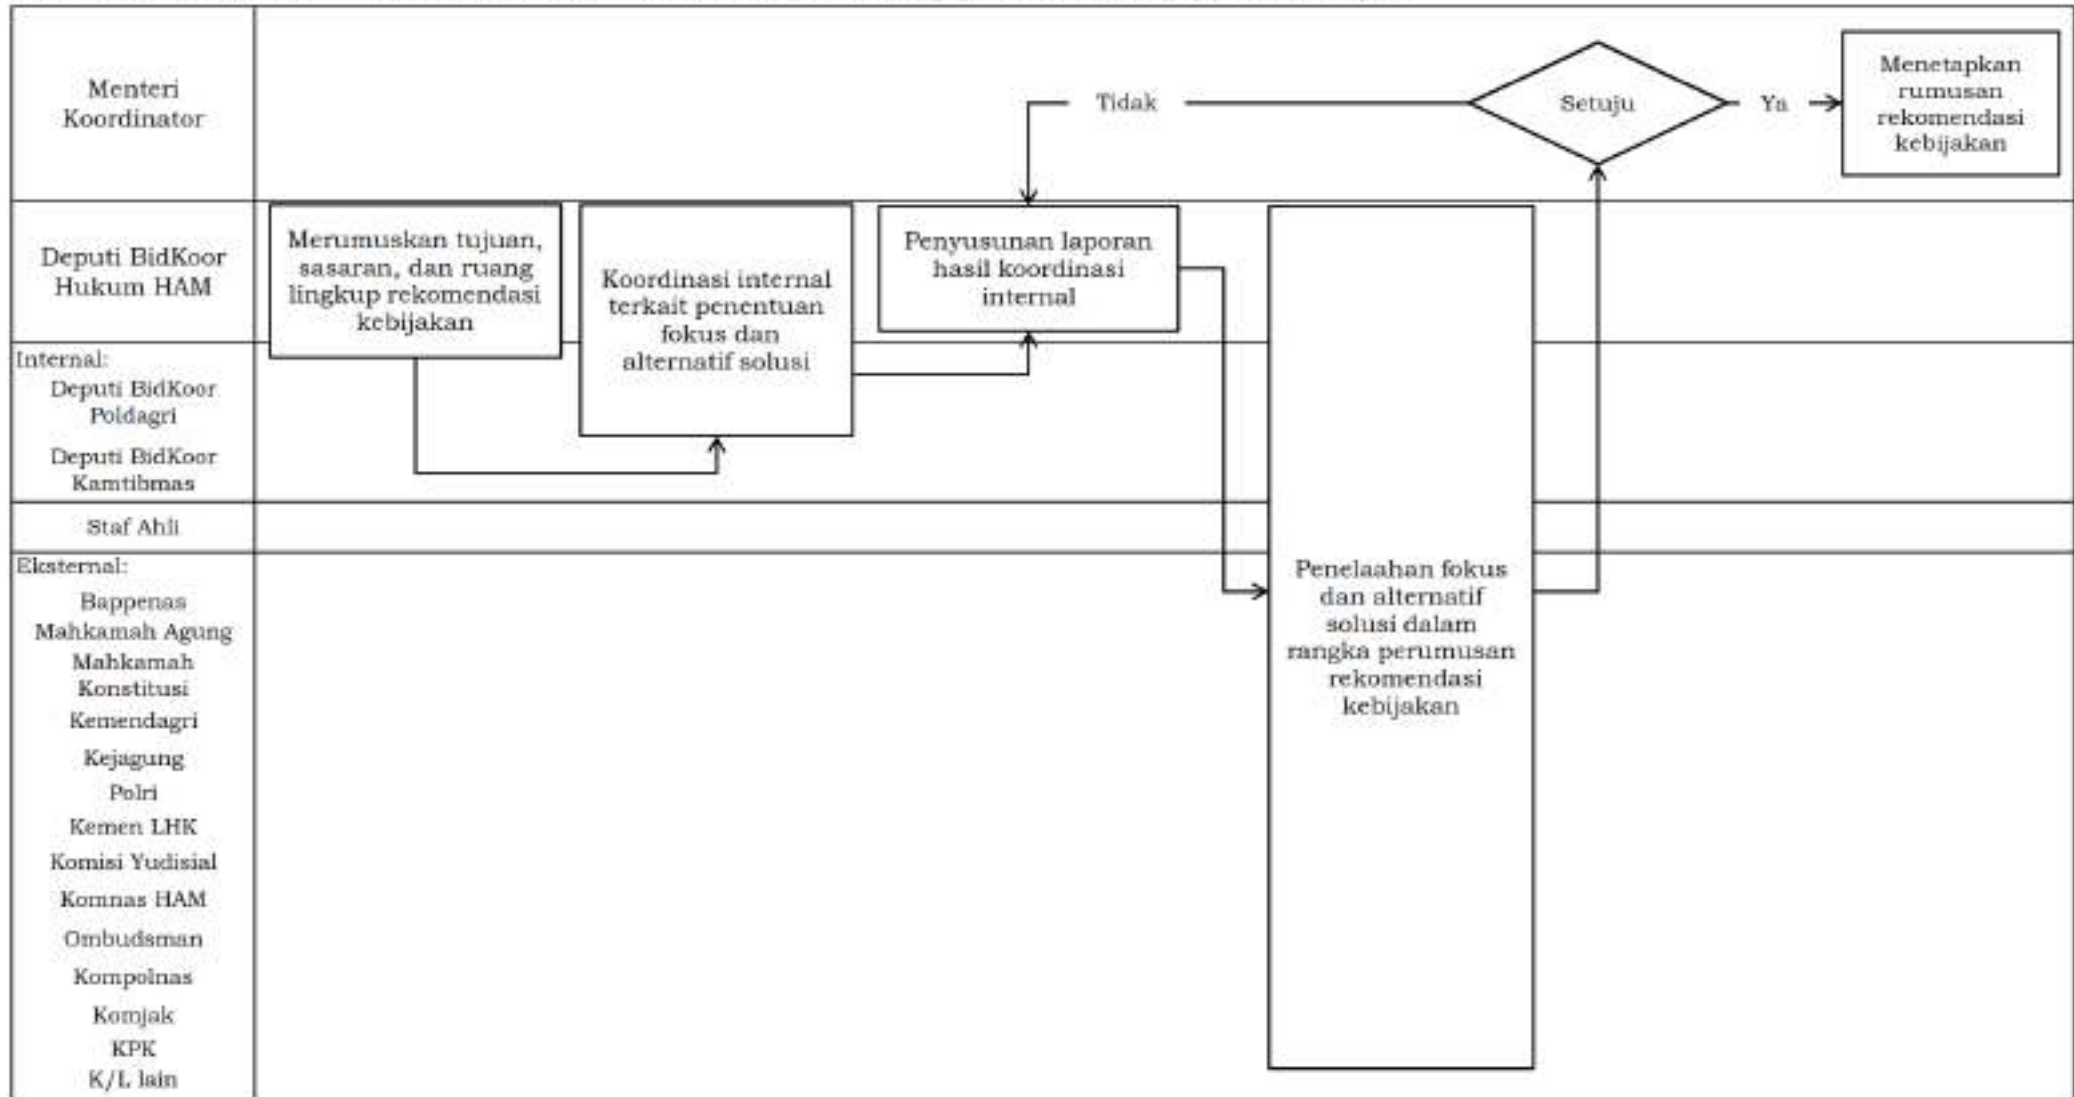 Menteri
Koordinator
Tidak
Setuju
Ya
Menetapkan
rumusan
rekomendasi
kebijakan
Deputi BidKoor
Hukum HAM
Merumuskan tujuan,
sasaran, dan ruang
lingkup rekomendasi
kebijakan
Koordinasi internal
terkait penentuan
fokus dan
alternatif solusi
Penyusunan laporan
hasil koordinasi
internal
Internal:
Deputi BidKoor
Poldagri
Deputi BidKoor
Kamtibmas
Staf Ahli
Eksternal:
Bappenas
Mahkamah Agung
Mahkamah
Konstitusi
Kemendagri
Kejagung
Polri
Kemen LHK
Komisi Yudisial
Komnas HAM
Ombudsman
Kompolnas
Komjak
KPK
K/L lain
Penelaahan fokus
dan alternatif
solusi dalam
rangka perumusan
rekomendasi
kebijakan